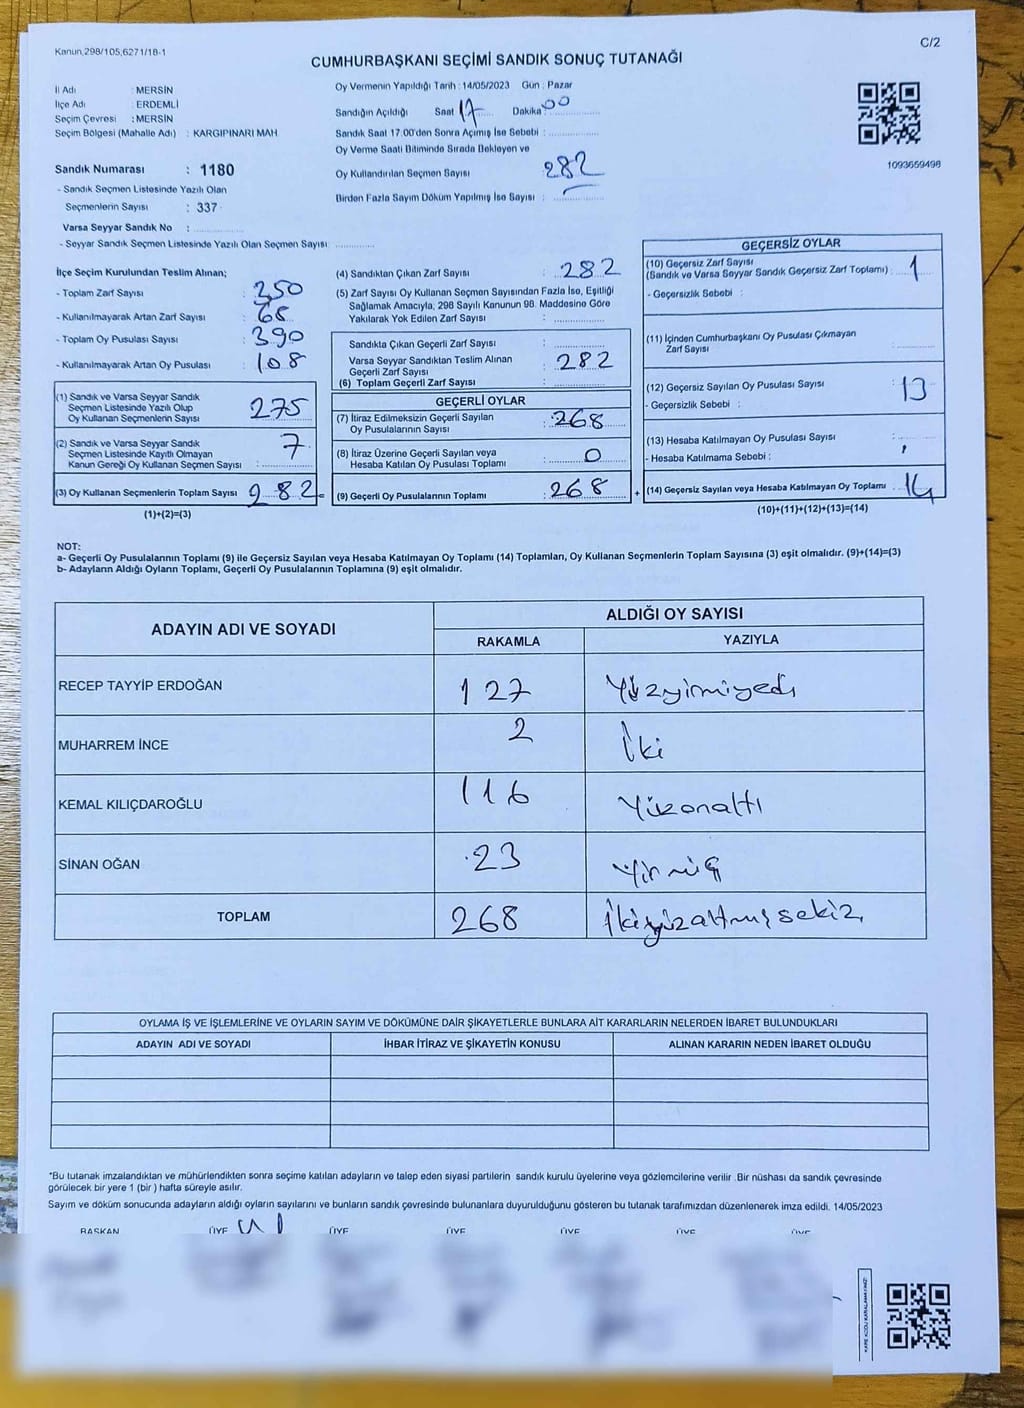 Kanun,298/105,6271/18-1
C/2
CUMHURBAŞKANI SEÇİMİ SANDIK SONUÇ TUTANAĞI
İl Adı : MERSİN
İlçe Adı : ERDEMLİ
Seçim Çevresi : MERSİN
Seçim Bölgesi (Mahalle Adı) : KARGIPINARI MAH
Sandık Numarası : 1180
- Sandık Seçmen Listesinde Yazılı Olan
Seçmenlerin Sayısı : 337
Varsa Seyyar Sandık No :
- Seyyar Sandık Seçmen Listesinde Yazılı Olan Seçmen Sayısı
Oy Vermenin Yapıldığı Tarih : 14/05/2023 Gün : Pazar
Sandığın Açıldığı Saat 17 Dakika 00
Sandık Saat 17.00'den Sonra Açımış İse Sebebi :
Oy Verme Saati Bitiminde Sırada Bekleyen ve
Oy Kullandırılan Seçmen Sayısı 282
Birden Fazla Sayım Döküm Yapılmış İse Sayısı :
1093659496
İlçe Seçim Kurulundan Teslim Alınan;
- Toplam Zarf Sayısı : 350
- Kullanılmayarak Artan Zarf Sayısı : 68
- Toplam Oy Pusulası Sayısı : 390
- Kullanılmayarak Artan Oy Pusulası : 108
(1) Sandık ve Varsa Seyyar Sandık
Seçmen Listesinde Yazılı Olup
Oy Kullanan Seçmenlerin Sayısı 275
(2) Sandık ve Varsa Seyyar Sandık
Seçmen Listesinde Kayıtlı Olmayan
Kanun Gereği Oy Kullanan Seçmen Sayısı : 7
(3) Oy Kullanan Seçmenlerin Toplam Sayısı 282 =
(1)+(2)=(3)
(4) Sandıktan Çıkan Zarf Sayısı : 282
(5) Zarf Sayısı Oy Kullanan Seçmen Sayısından Fazla İse, Eşitliği
Sağlamak Amacıyla, 298 Sayılı Kanunun 98. Maddesine Göre
Yakılarak Yok Edilen Zarf Sayısı :
Sandıkta Çıkan Geçerli Zarf Sayısı :
Varsa Seyyar Sandıktan Teslim Alınan
Geçerli Zarf Sayısı : 282
(6) Toplam Geçerli Zarf Sayısı :
GEÇERLİ OYLAR
(7) İtiraz Edilmeksizin Geçerli Sayılan
Oy Pusulalarının Sayısı : 268
(8) İtiraz Üzerine Geçerli Sayılan veya
Hesaba Katılan Oy Pusulası Toplamı : 0
(9) Geçerli Oy Pusulalarının Toplamı : 268 +
GEÇERSİZ OYLAR
(10) Geçersiz Zarf Sayısı
(Sandık ve Varsa Seyyar Sandık Geçersiz Zarf Toplamı) : 1
- Geçersizlik Sebebi :
(11) İçinden Cumhurbaşkanı Oy Pusulası Çıkmayan
Zarf Sayısı
(12) Geçersiz Sayılan Oy Pusulası Sayısı : 13
- Geçersizlik Sebebi :
(13) Hesaba Katılmayan Oy Pusulası Sayısı :
- Hesaba Katılmama Sebebi :
(14) Geçersiz Sayılan veya Hesaba Katılmayan Oy Toplamı 14
(10)+(11)+(12)+(13)=(14)
NOT:
a- Geçerli Oy Pusulalarının Toplamı (9) ile Geçersiz Sayılan veya Hesaba Katılmayan Oy Toplamı (14) Toplamları, Oy Kullanan Seçmenlerin Toplam Sayısına (3) eşit olmalıdır. (9)+(14)=(3)
b- Adayların Aldığı Oyların Toplamı, Geçerli Oy Pusulalarının Toplamına (9) eşit olmalıdır.
ADAYIN ADI VE SOYADI
ALDIĞI OY SAYISI
RAKAMLA YAZIYLA
RECEP TAYYİP ERDOĞAN 127 Yüzyirmiyedi
MUHARREM İNCE 2 İki
KEMAL KILIÇDAROĞLU 116 Yüzonaltı
SİNAN OĞAN 23
TOPLAM 268 İkiyüzaltmışsekiz
OYLAMA İŞ VE İŞLEMLERİNE VE OYLARIN SAYIM VE DÖKÜMÜNE DAİR ŞİKAYETLERLE BUNLARA AİT KARARLARIN NELERDEN İBARET BULUNDUKLARI
ADAYIN ADI VE SOYADI İHBAR İTİRAZ VE ŞİKAYETİN KONUSU ALINAN KARARIN NEDEN İBARET OLDUĞU
*Bu tutanak imzalandıktan ve mühürlendikten sonra seçime katılan adayların ve talep eden siyasi partilerin sandık kurulu üyelerine veya gözlemcilerine verilir .Bir nüshası da sandık çevresinde
görülecek bir yere 1 (bir ) hafta süreyle asılır.
Sayım ve döküm sonucunda adayların aldığı oyların sayılarını ve bunların sandık çevresinde bulunanlara duyurulduğunu gösteren bu tutanak tarafımızdan düzenlenerek imza edildi. 14/05/2023
BAŞKAN ÜYE ÜYE ÜYE ÜYE ÜYE ÜYE